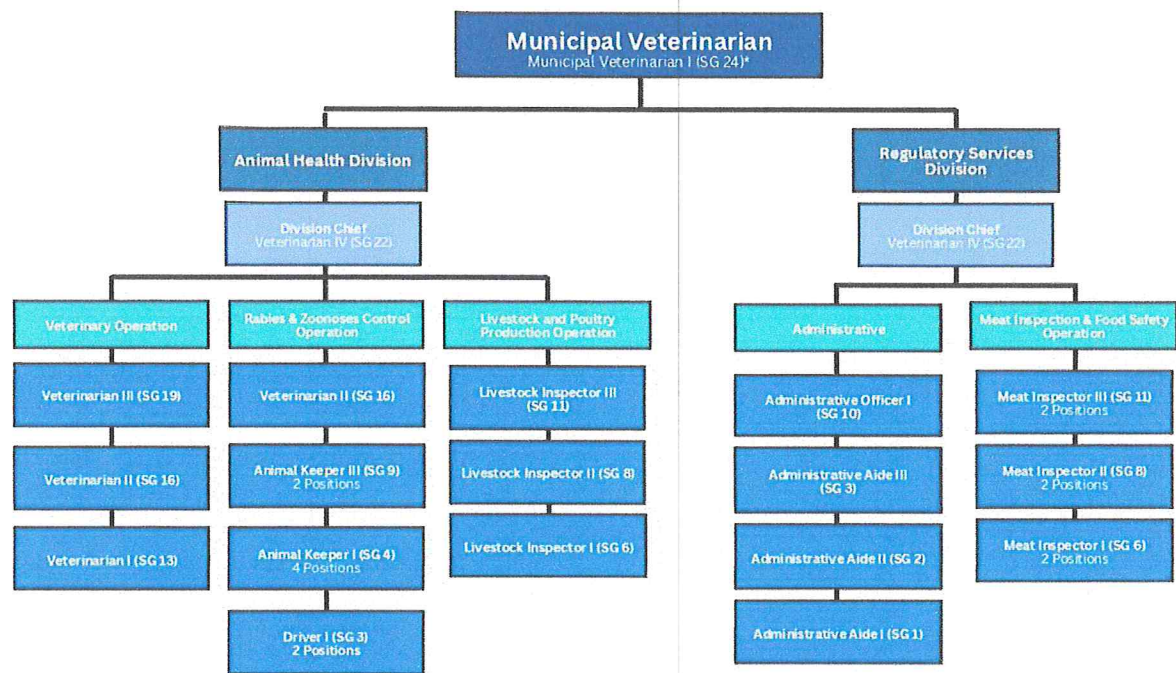 Municipal Veterinarian
Municipal Veterinarian I (SG 24)*
Animal Health Division
Division Chief
Veterinarian IV (SG 22)
Veterinary Operation
Veterinarian III (SG 19)
Veterinarian II (SG 16)
Veterinarian I (SG 13)
Rabies & Zoonoses Control
Operation
Veterinarian II (SG 16)
Animal Keeper III (SG 9)
2 Positions
Animal Keeper I (SG 4)
4 Positions
Driver I (SG 3)
2 Positions
Livestock and Poultry
Production Operation
Livestock Inspector III
(SG 11)
Livestock Inspector II (SG 8)
Livestock Inspector I (SG 6)
Regulatory Services
Division
Division Chief
Veterinarian IV (SG 22)
Administrative
Administrative Officer I
(SG 10)
Administrative Aide III
(SG 3)
Administrative Aide II (SG 2)
Administrative Aide I (SG 1)
Meat Inspection & Food Safety
Operation
Meat Inspector III (SG 11)
2 Positions
Meat Inspector II (SG 8)
2 Positions
Meat Inspector I (SG 6)
2 Positions